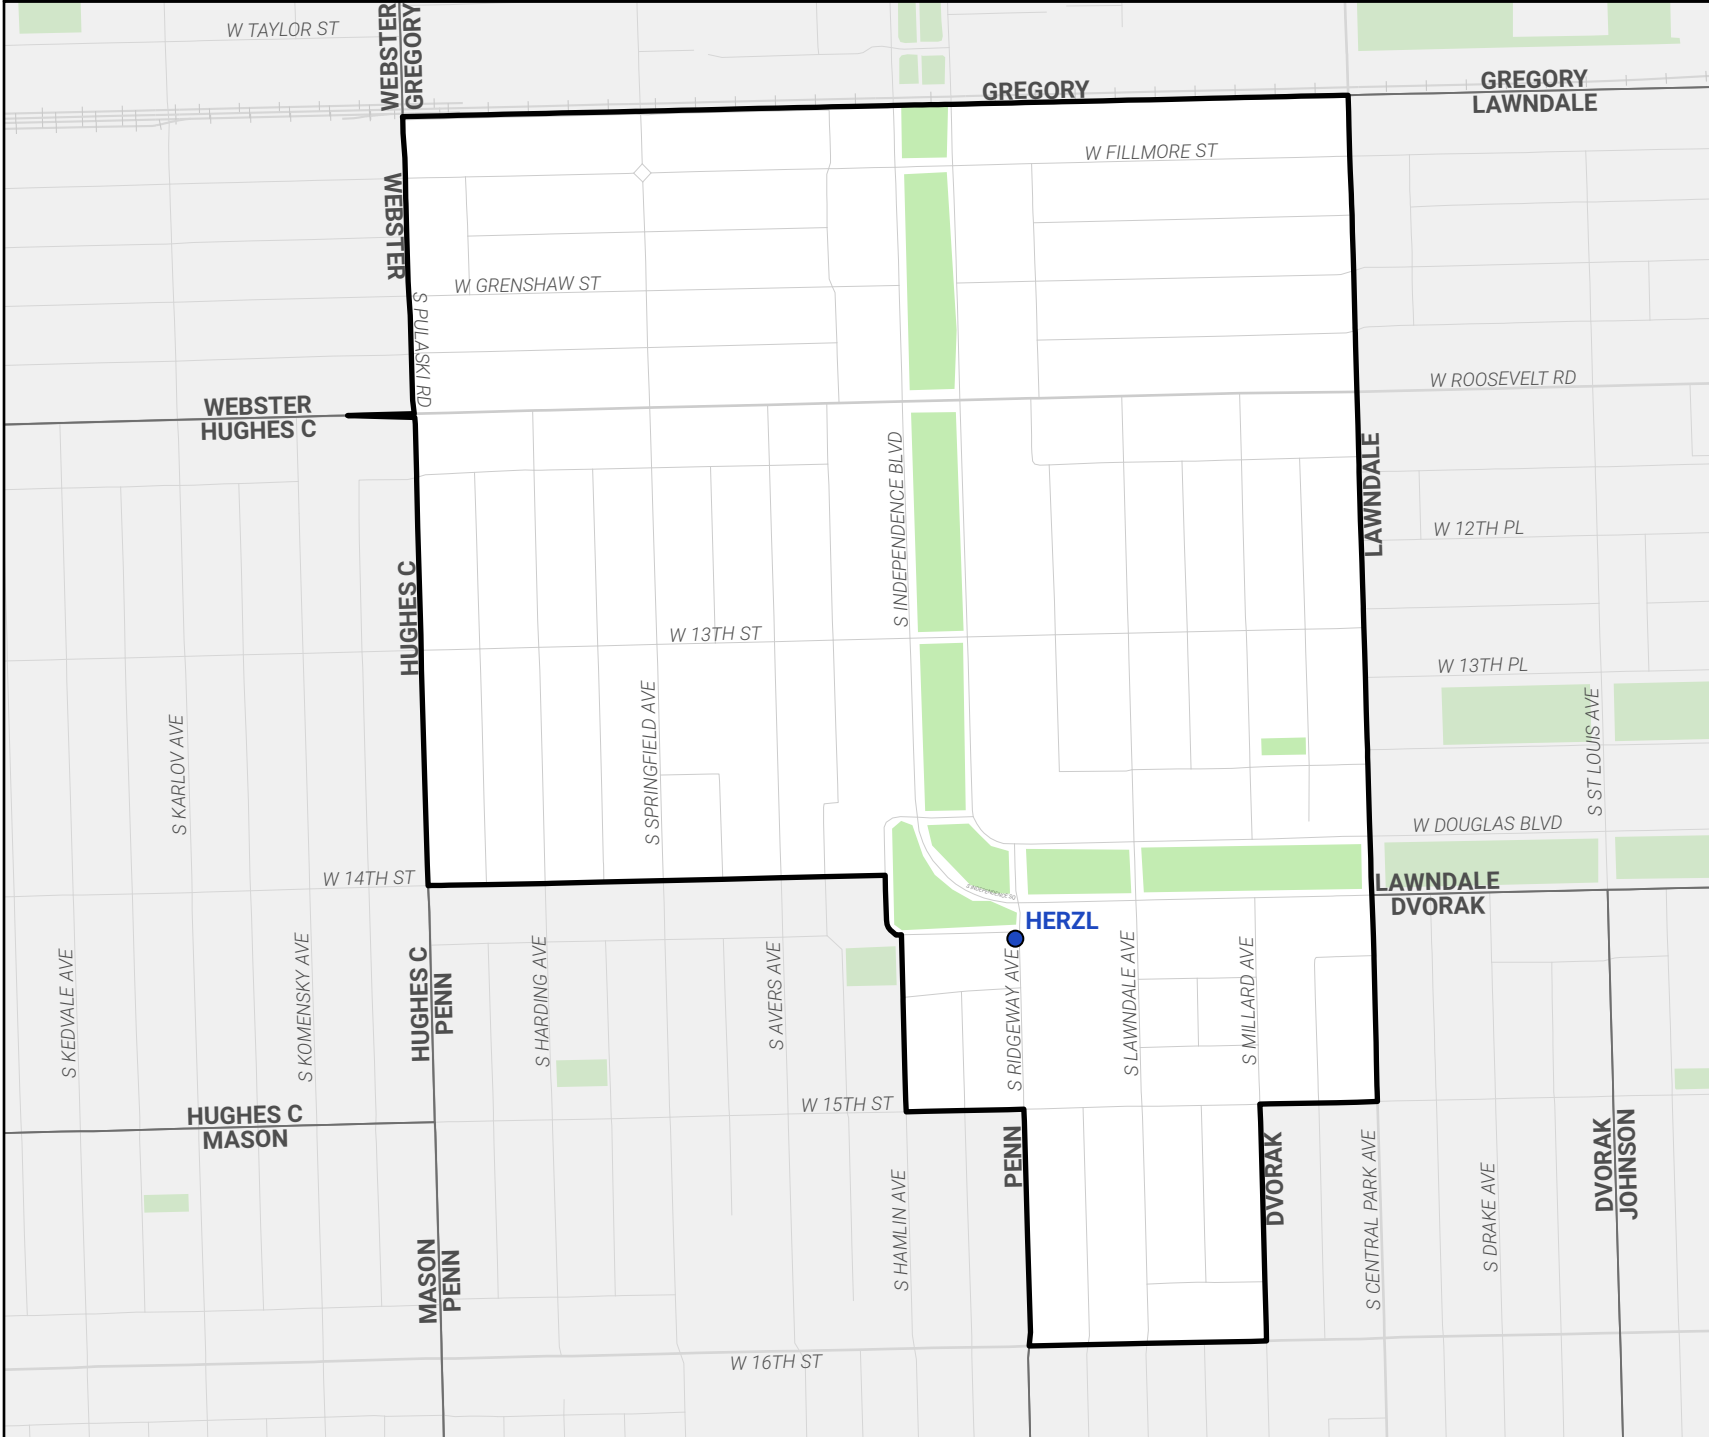 W TAYLOR ST
WEBSTER
GREGORY
GREGORY
GREGORY
LAWNDALE
W FILLMORE ST
WEBSTER
W GRENSHAW ST
S PULASKI RD
W ROOSEVELT RD
WEBSTER
HUGHES C
S INDEPENDENCE BLVD
LAWNDALE
W 12TH PL
HUGHES C
W 13TH ST
W 13TH PL
S KARLOV AVE
S SPRINGFIELD AVE
S ST LOUIS AVE
W DOUGLAS BLVD
W 14TH ST
S INDEPENDENCE SQ
LAWNDALE
DVORAK
HERZL
S KEDVALE AVE
S KOMENSKY AVE
HUGHES C
PENN
S HARDING AVE
S AVERS AVE
S RIDGEWAY AVE
S LAWNDALE AVE
S MILLARD AVE
W 15TH ST
HUGHES C
MASON
PENN
DVORAK
S CENTRAL PARK AVE
S DRAKE AVE
DVORAK
JOHNSON
S HAMLIN AVE
MASON
PENN
W 16TH ST